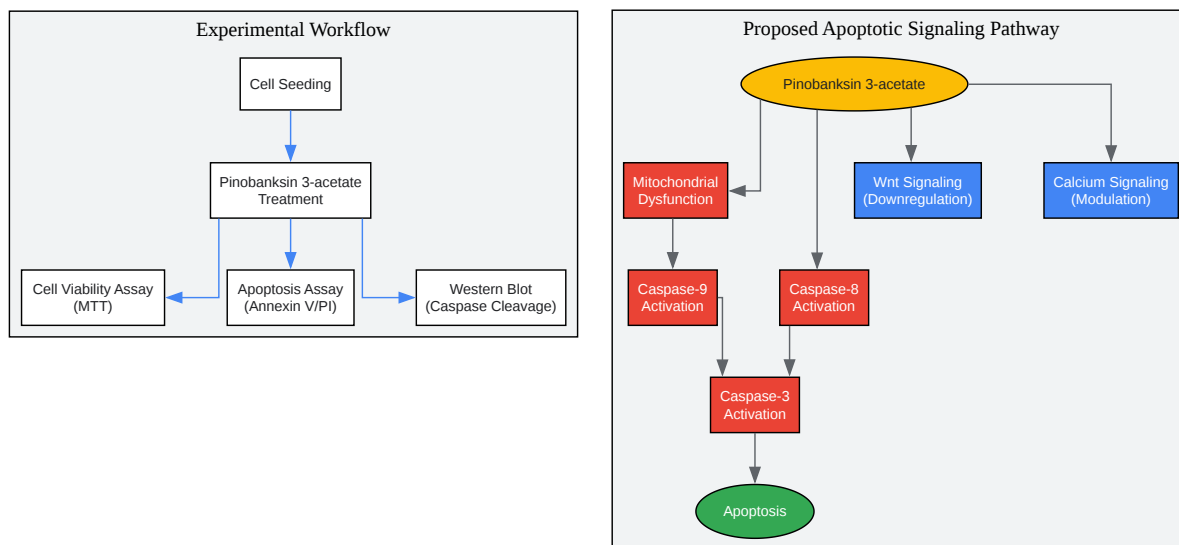 Experimental Workflow
Cell Seeding
Pinobanksin 3-acetate
Treatment
Cell Viability Assay
(MTT)
Apoptosis Assay
(Annexin V/PI)
Western Blot
(Caspase Cleavage)
Proposed Apoptotic Signaling Pathway
Pinobanksin 3-acetate
Mitochondrial
Dysfunction
Wnt Signaling
(Downregulation)
Calcium Signaling
(Modulation)
Caspase-9
Activation
Caspase-8
Activation
Caspase-3
Activation
Apoptosis